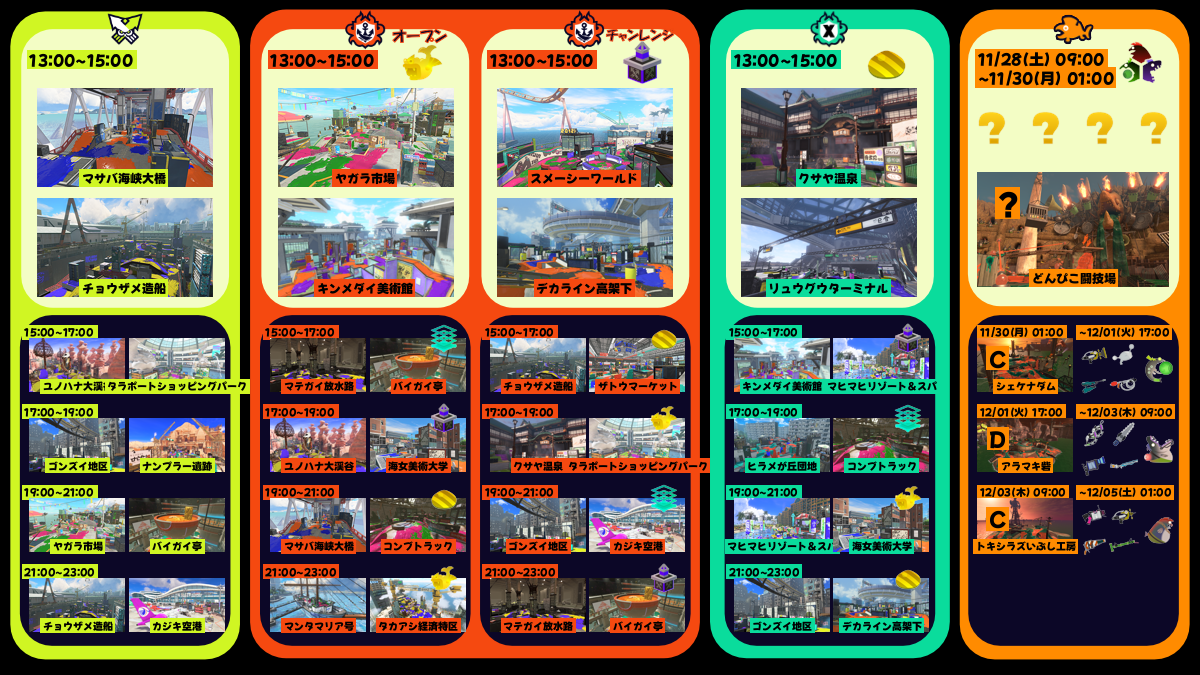 13:00~15:00
マサバ海峡大橋
チョウザメ造船
15:00~17:00
ユノハナ大渓
タラポートショッピングパーク
17:00~19:00
ゴンズイ地区
ナンプラー遺跡
19:00~21:00
ヤガラ市場
バイガイ亭
21:00~23:00
チョウザメ造船
カジキ空港
オープン
13:00~15:00
ヤガラ市場
キンメダイ美術館
15:00~17:00
マテガイ放水路
バイガイ亭
17:00~19:00
ユノハナ大渓谷
海女美術大学
19:00~21:00
マサバ海峡大橋
コンブトラック
21:00~23:00
マンタマリア号
タカアシ経済特区
チャンレンジ
13:00~15:00
スメーシーワールド
デカライン高架下
15:00~17:00
チョウザメ造船
ザトウマーケット
17:00~19:00
クサヤ温泉
タラポートショッピングパーク
19:00~21:00
ゴンズイ地区
カジキ空港
21:00~23:00
マテガイ放水路
バイガイ亭
X
13:00~15:00
クサヤ温泉
リュウグウターミナル
15:00~17:00
キンメダイ美術館
マヒマヒリゾート&スパ
17:00~19:00
ヒラメが丘団地
コンブトラック
19:00~21:00
マヒマヒリゾート&スパ
海女美術大学
21:00~23:00
ゴンズイ地区
デカライン高架下
11/28(土) 09:00
~11/30(月) 01:00
? ? ? ?
?
どんぴこ闘技場
11/30(月) 01:00 ~12/01(火) 17:00
C
シェケナダム
12/01(火) 17:00 ~12/03(木) 09:00
D
アラマキ砦
12/03(木) 09:00 ~12/05(土) 01:00
C
トキシラズいぶし工房